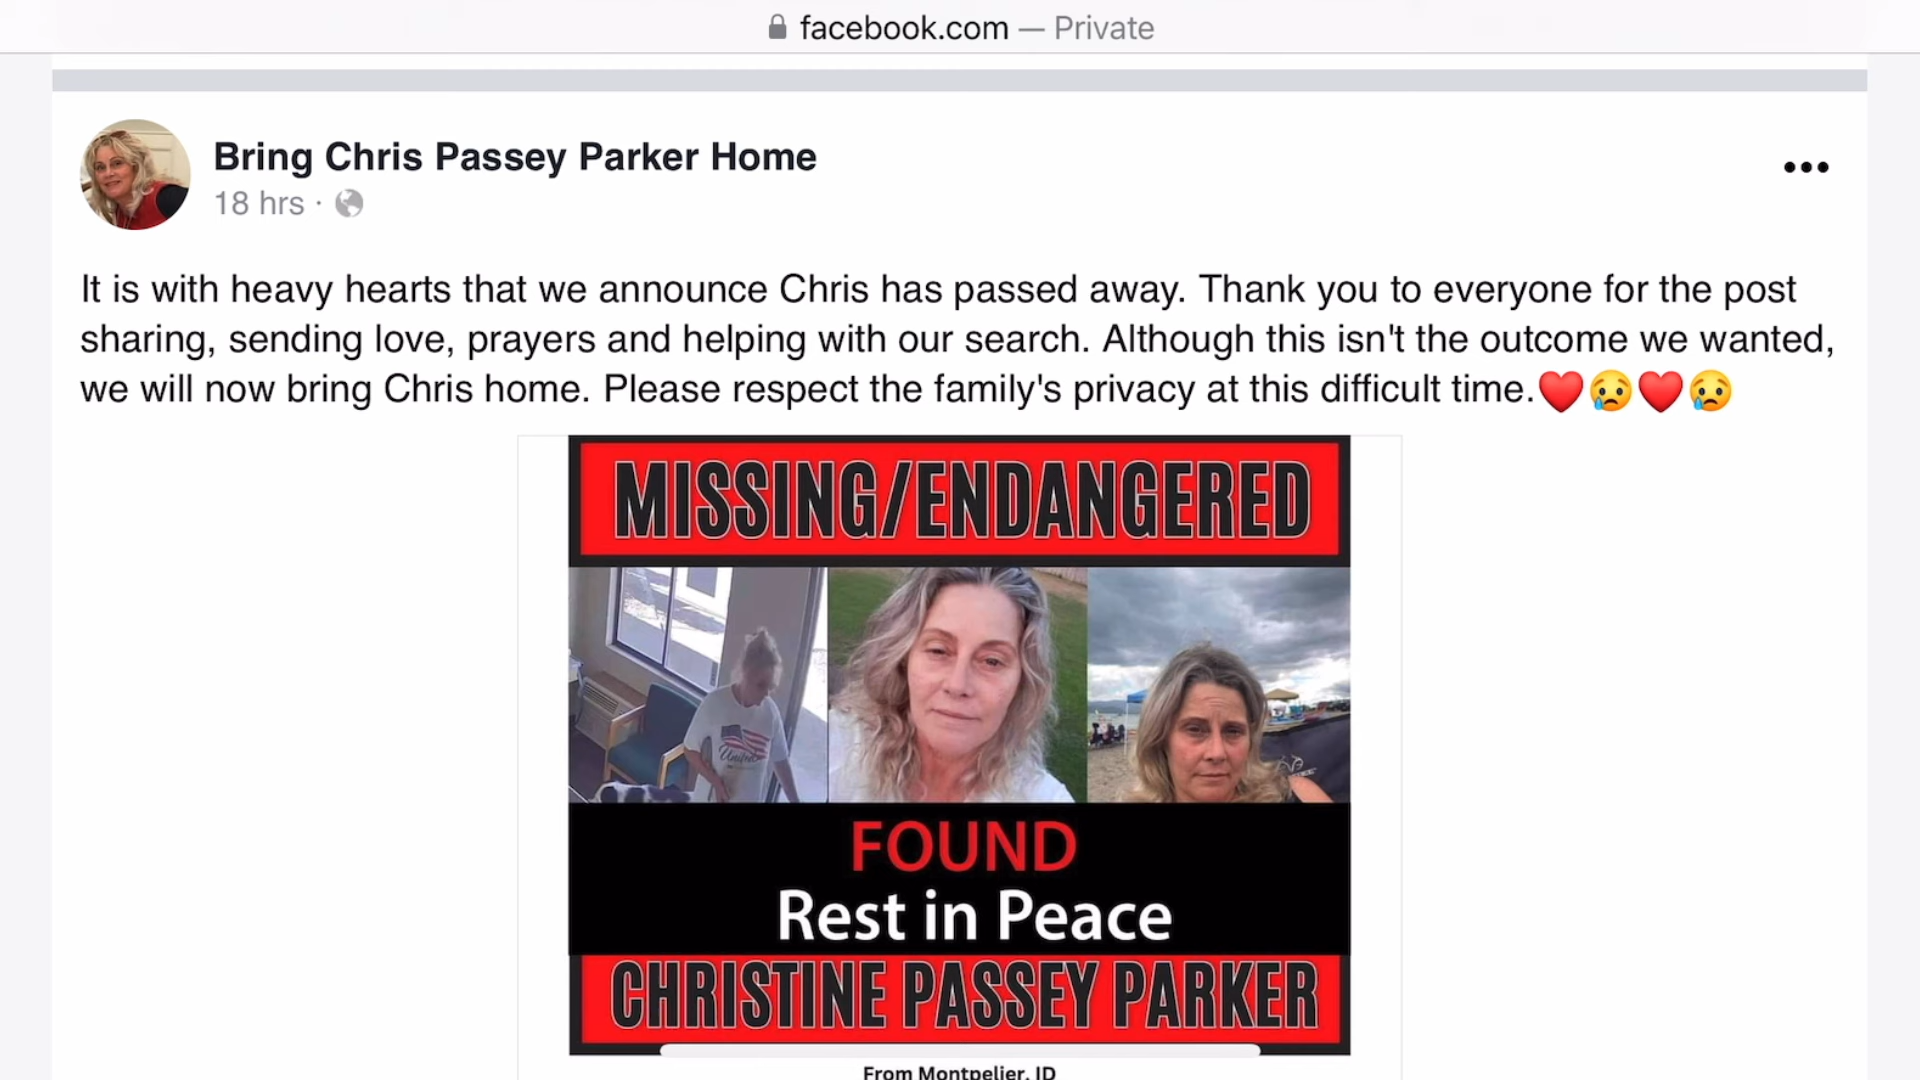 facebook.com — Private
Bring Chris Passey Parker Home
18 hrs ·
It is with heavy hearts that we announce Chris has passed away. Thank you to everyone for the post
sharing, sending love, prayers and helping with our search. Although this isn't the outcome we wanted,
we will now bring Chris home. Please respect the family's privacy at this difficult time.❤️😢❤️😢
MISSING/ENDANGERED
United
FOUND
Rest in Peace
CHRISTINE PASSEY PARKER
From Montpelier, ID